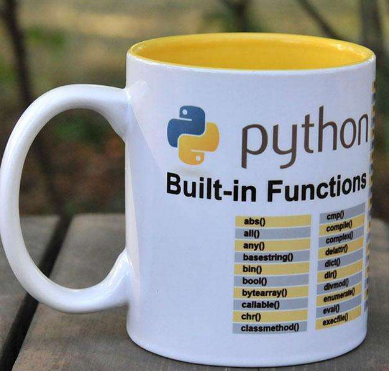 python
Built-in Functions
abs()
all()
any()
basestring()
bin()
bool()
bytearray()
callable()
chr()
classmethod()
cmp()
compile()
complex()
delattr()
dict()
dir()
divmod()
enumerate()
eval()
execfile()